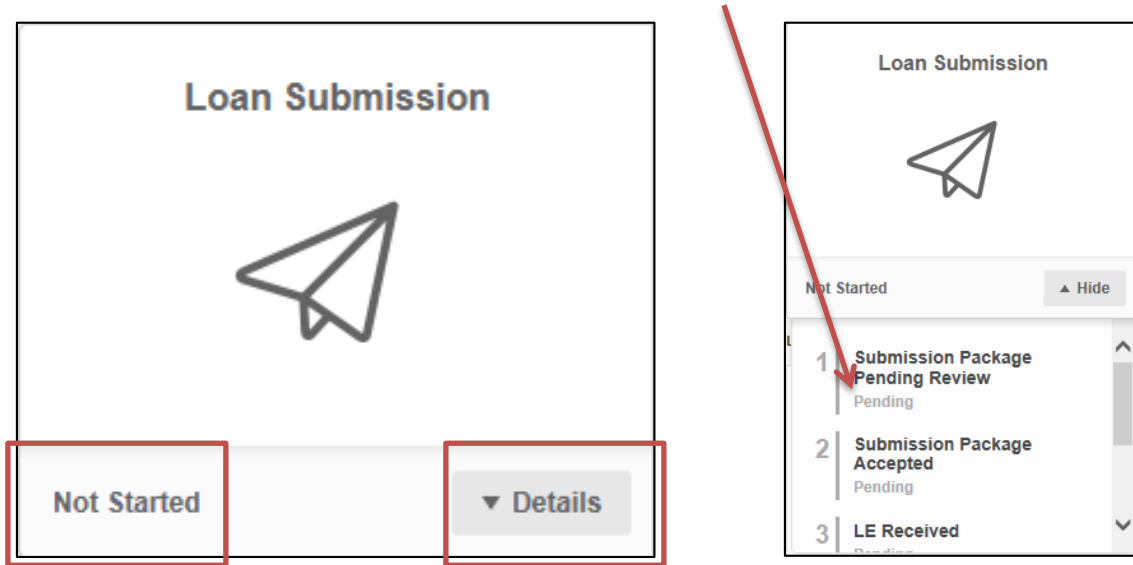 Loan Submission
Not Started
▼ Details
Loan Submission
Not Started
▲ Hide
1
Submission Package
Pending Review
Pending
2
Submission Package
Accepted
Pending
3
LE Received